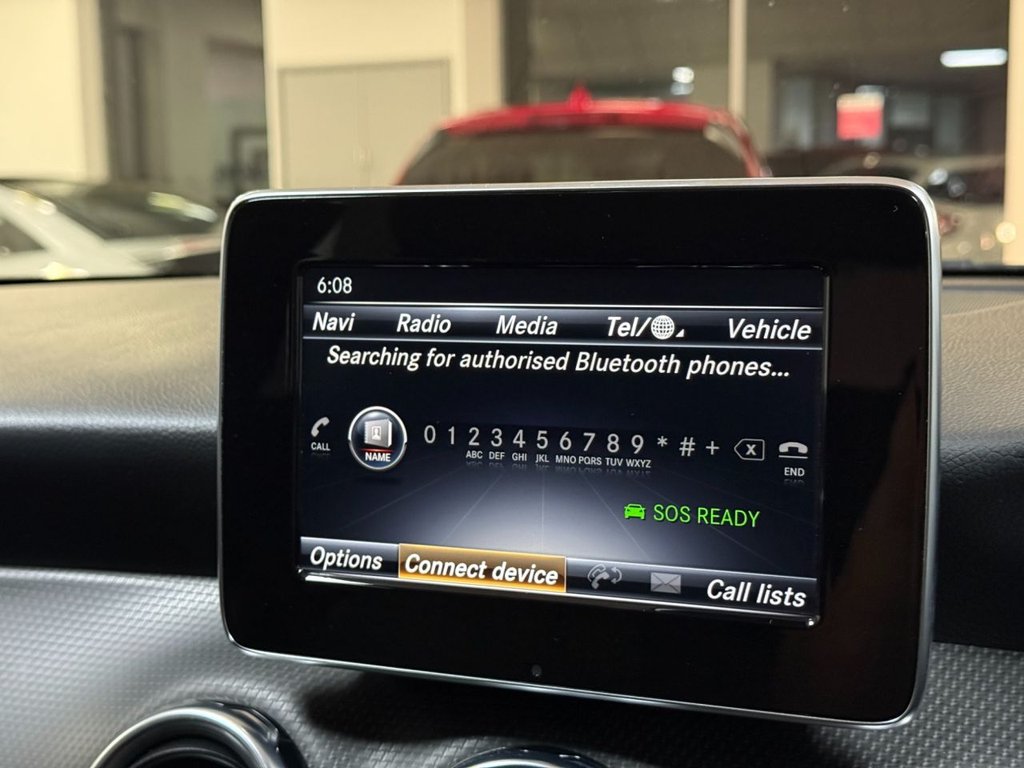 6:08
Navi Radio Media Tel/ Vehicle
Searching for authorised Bluetooth phones...
CALL NAME 0 1 2 3 4 5 6 7 8 9 * # + END
ABC DEF GHI JKL MNO PQRS TUV WXYZ
SOS READY
Options Connect device Call lists